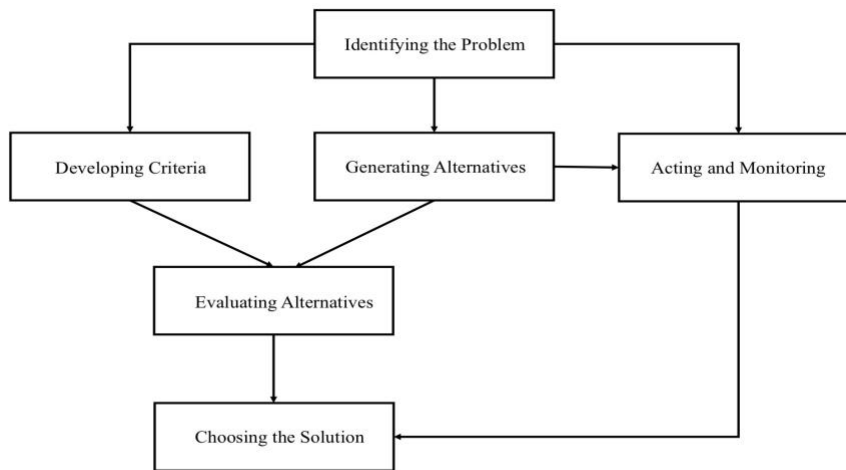 Identifying the Problem
Developing Criteria
Generating Alternatives
Acting and Monitoring
Evaluating Alternatives
Choosing the Solution